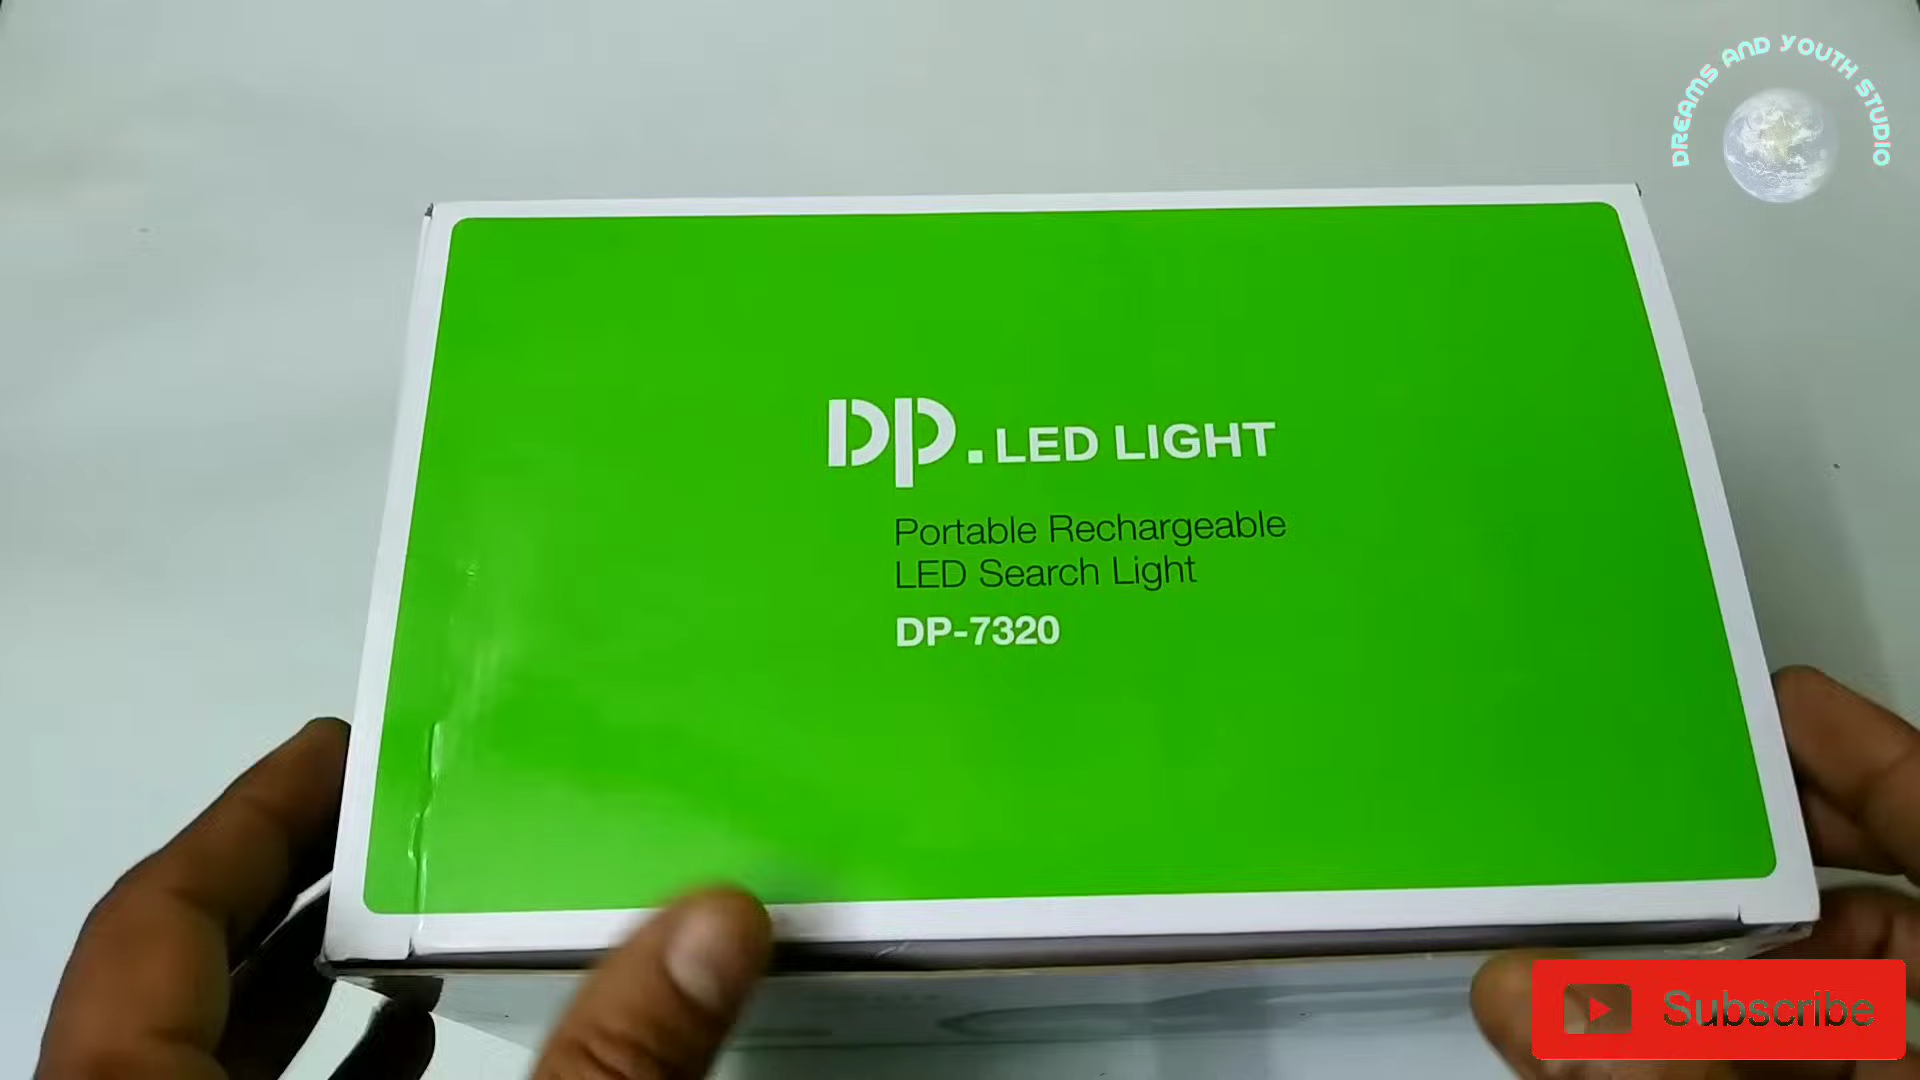 DREAMS AND YOUTH STUDIO
DP. LED LIGHT
Portable Rechargeable
LED Search Light
DP-7320
Subscribe